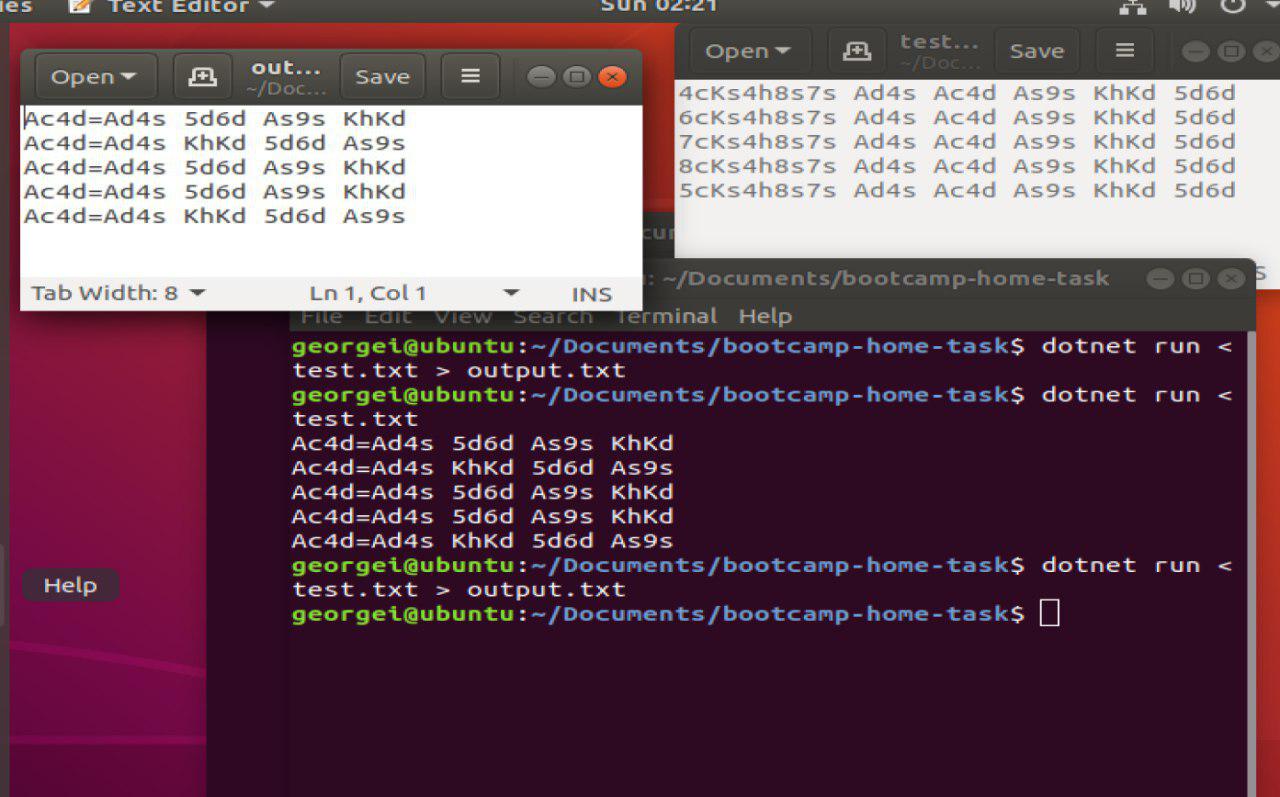 ies Text Editor Sun 02:21
Open out... Save
~/Doc...
Ac4d=Ad4s 5d6d As9s KhKd
Ac4d=Ad4s KhKd 5d6d As9s
Ac4d=Ad4s 5d6d As9s KhKd
Ac4d=Ad4s 5d6d As9s KhKd
Ac4d=Ad4s KhKd 5d6d As9s
Tab Width: 8 Ln 1, Col 1 INS
Open test... Save
~/Doc...
4cKs4h8s7s Ad4s Ac4d As9s KhKd 5d6d
6cKs4h8s7s Ad4s Ac4d As9s KhKd 5d6d
7cKs4h8s7s Ad4s Ac4d As9s KhKd 5d6d
8cKs4h8s7s Ad4s Ac4d As9s KhKd 5d6d
5cKs4h8s7s Ad4s Ac4d As9s KhKd 5d6d
cur
S
: ~/Documents/bootcamp-home-task
File Edit View Search Terminal Help
georgei@ubuntu:~/Documents/bootcamp-home-task$ dotnet run <
test.txt > output.txt
georgei@ubuntu:~/Documents/bootcamp-home-task$ dotnet run <
test.txt
Ac4d=Ad4s 5d6d As9s KhKd
Ac4d=Ad4s KhKd 5d6d As9s
Ac4d=Ad4s 5d6d As9s KhKd
Ac4d=Ad4s 5d6d As9s KhKd
Ac4d=Ad4s KhKd 5d6d As9s
georgei@ubuntu:~/Documents/bootcamp-home-task$ dotnet run <
test.txt > output.txt
georgei@ubuntu:~/Documents/bootcamp-home-task$
Help